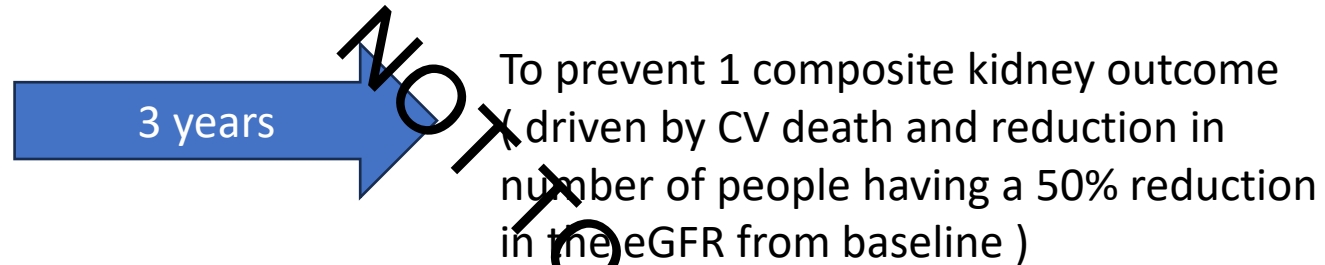 3 years
To prevent 1 composite kidney outcome
( driven by CV death and reduction in
number of people having a 50% reduction
in the eGFR from baseline )
NOT TO